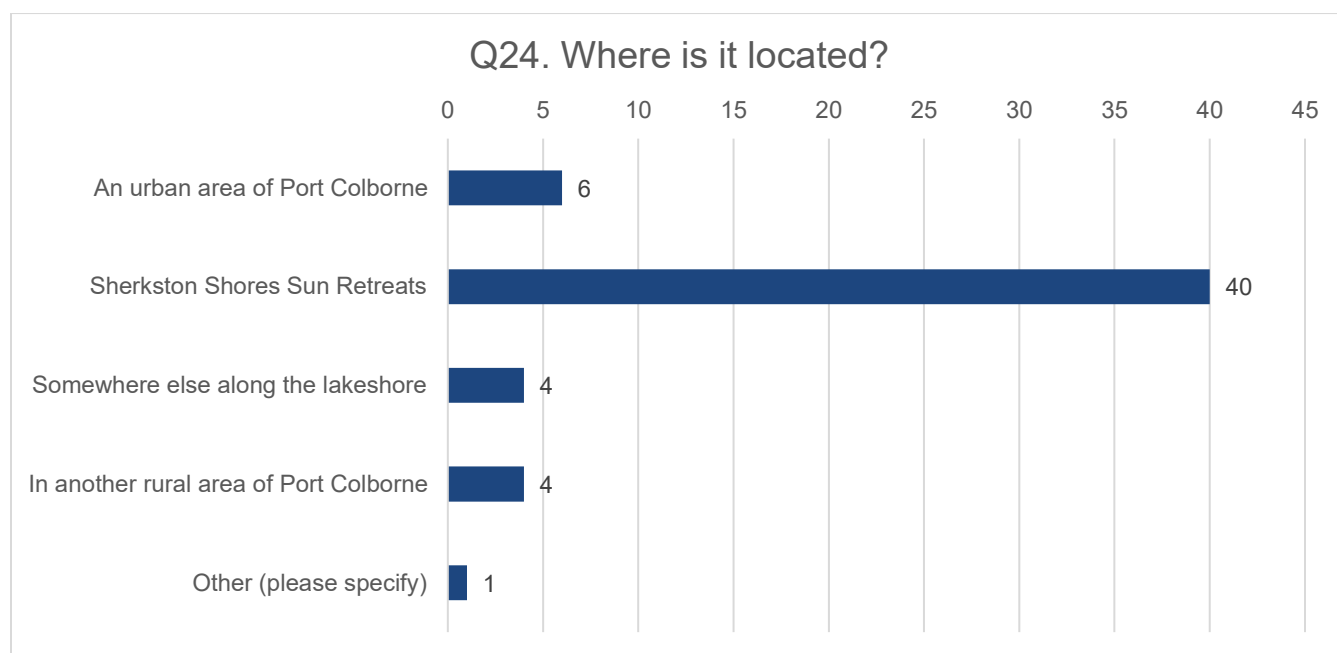 Q24. Where is it located?
0 5 10 15 20 25 30 35 40 45
An urban area of Port Colborne 6
Sherkston Shores Sun Retreats 40
Somewhere else along the lakeshore 4
In another rural area of Port Colborne 4
Other (please specify) 1